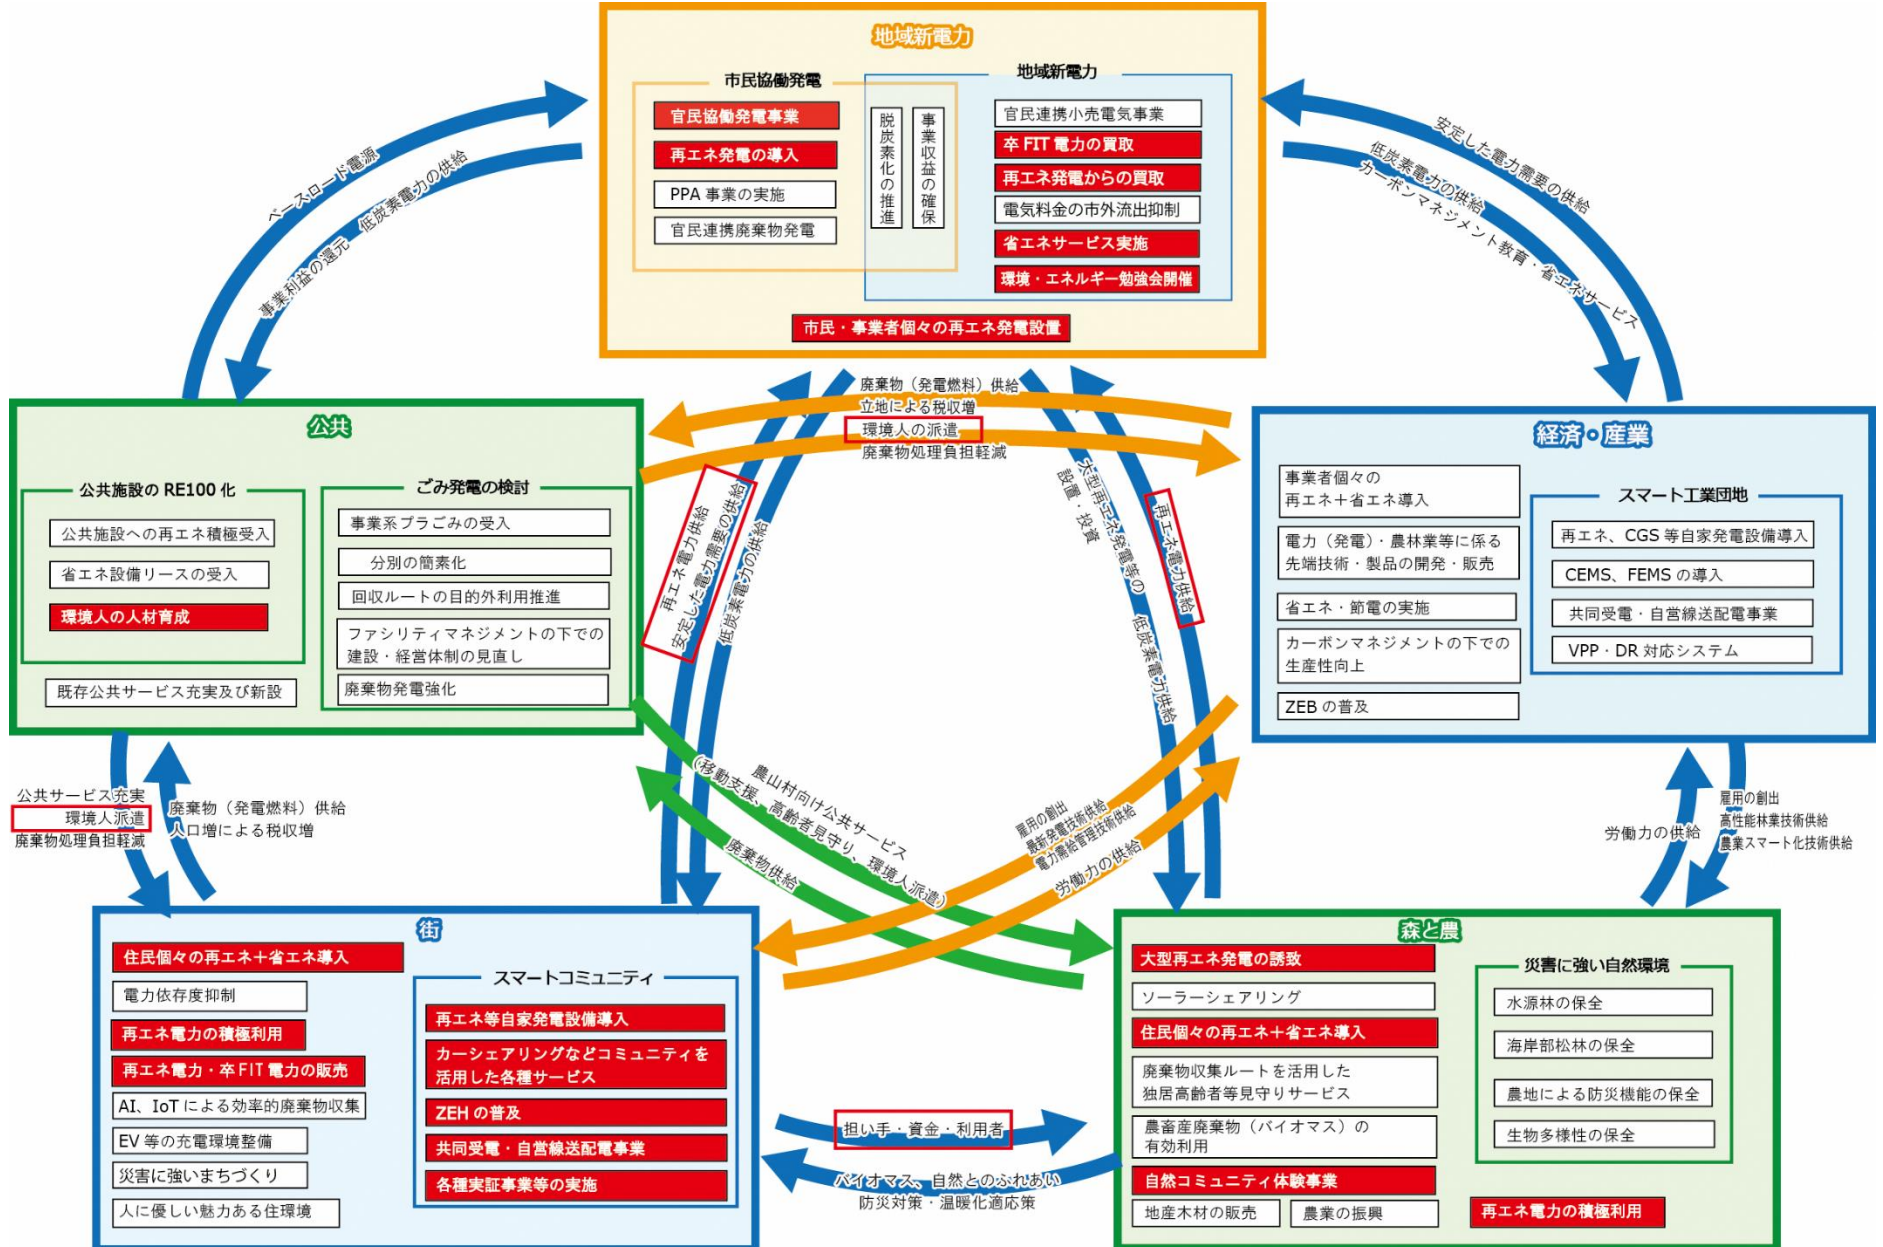 地域新電力
市民協働発電
官民協働発電事業
再エネ発電の導入
PPA 事業の実施
官民連携廃棄物発電
脱炭素化の推進
事業収益の確保
地域新電力
官民連携小売電気事業
卒 FIT 電力の買取
再エネ発電からの買取
電気料金の市外流出抑制
省エネサービス実施
環境・エネルギー勉強会開催
市民・事業者個々の再エネ発電設置
ベースロード電源
事業利益の還元 低炭素電力の供給
安定した電力需要の供給
低炭素電力の供給
カーボンマネジメント教育・省エネサービス
公共
公共施設の RE100 化
公共施設への再エネ積極受入
省エネ設備リースの受入
環境人の人材育成
既存公共サービス充実及び新設
ごみ発電の検討
事業系プラごみの受入
分別の簡素化
回収ルートの目的外利用推進
ファシリティマネジメントの下での
建設・経営体制の見直し
廃棄物発電強化
廃棄物（発電燃料）供給
立地による税収増
環境人の派遣
廃棄物処理負担軽減
再エネ電力供給
安定した電力需要の供給
低炭素電力の供給
大型再エネ発電等の
設置・投資
低炭素電力供給
再エネ電力供給
経済・産業
事業者個々の
再エネ＋省エネ導入
電力（発電）・農林業等に係る
先端技術・製品の開発・販売
省エネ・節電の実施
カーボンマネジメントの下での
生産性向上
ZEB の普及
スマート工業団地
再エネ、CGS 等自家発電設備導入
CEMS、FEMS の導入
共同受電・自営線送配電事業
VPP・DR 対応システム
公共サービス充実
環境人派遣
廃棄物処理負担軽減
廃棄物（発電燃料）供給
人口増による税収増
農山村向け公共サービス
（移動支援、高齢者見守り、環境人派遣）
廃棄物供給
雇用の創出
最新発電技術供給
電力需給管理技術供給
労働力の供給
労働力の供給
雇用の創出
高性能林業技術供給
農業スマート化技術供給
街
住民個々の再エネ＋省エネ導入
電力依存度抑制
再エネ電力の積極利用
再エネ電力・卒 FIT 電力の販売
AI、IoT による効率的廃棄物収集
EV 等の充電環境整備
災害に強いまちづくり
人に優しい魅力ある住環境
スマートコミュニティ
再エネ等自家発電設備導入
カーシェアリングなどコミュニティを
活用した各種サービス
ZEH の普及
共同受電・自営線送配電事業
各種実証事業等の実施
担い手・資金・利用者
バイオマス、自然とのふれあい
防災対策・温暖化適応策
森と農
大型再エネ発電の誘致
ソーラーシェアリング
住民個々の再エネ＋省エネ導入
廃棄物収集ルートを活用した
独居高齢者等見守りサービス
農畜産廃棄物（バイオマス）の
有効利用
自然コミュニティ体験事業
地産木材の販売
農業の振興
災害に強い自然環境
水源林の保全
海岸部松林の保全
農地による防災機能の保全
生物多様性の保全
再エネ電力の積極利用